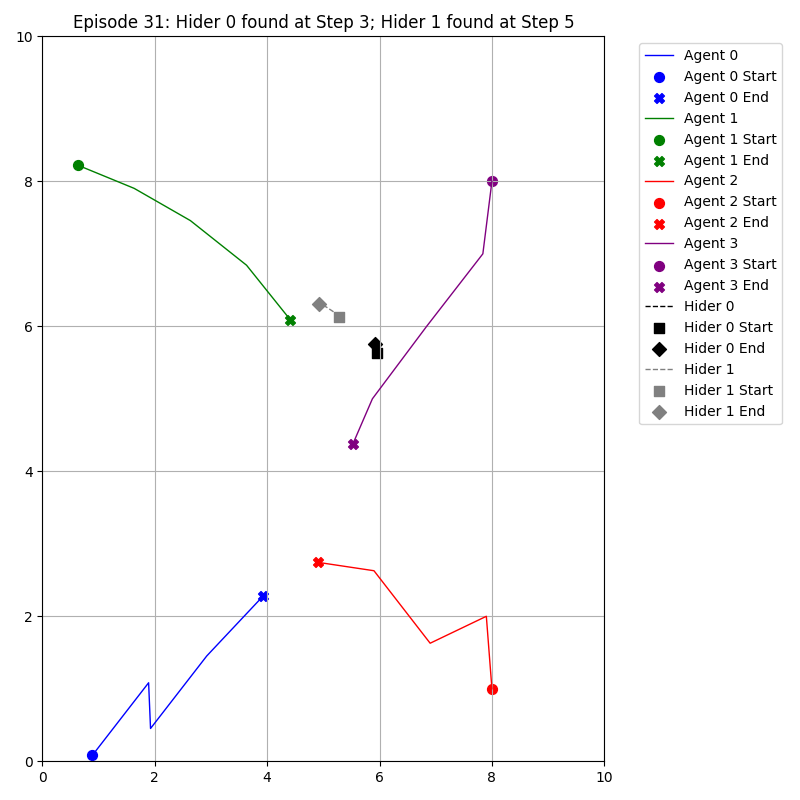 Episode 31: Hider 0 found at Step 3; Hider 1 found at Step 5
10
8
6
4
2
0
0 2 4 6 8 10
Agent 0
Agent 0 Start
Agent 0 End
Agent 1
Agent 1 Start
Agent 1 End
Agent 2
Agent 2 Start
Agent 2 End
Agent 3
Agent 3 Start
Agent 3 End
Hider 0
Hider 0 Start
Hider 0 End
Hider 1
Hider 1 Start
Hider 1 End